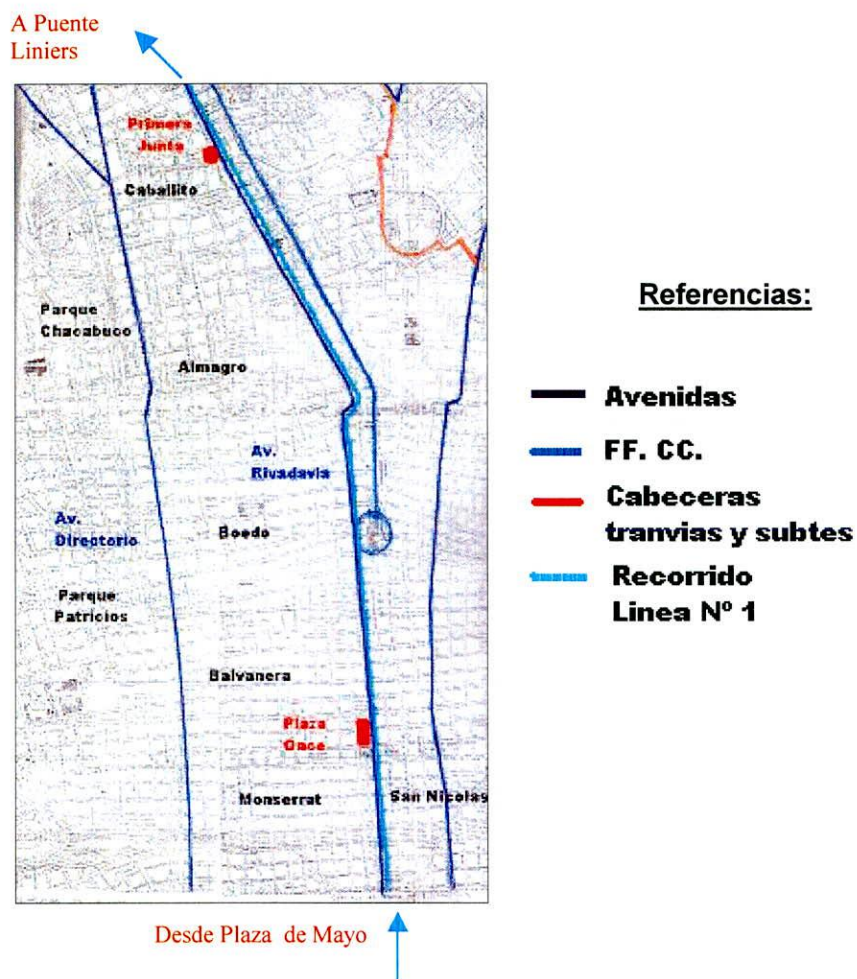 A Puente
Liniers
Primera
Junta
Caballito
Parque
Chacabuco
Almagro
Av.
Rivadavia
Av.
Directorio
Boedo
Parque
Patricios
Balvanera
Plaza
Once
Monserrat
San Nicolas
Desde Plaza de Mayo
Referencias:
Avenidas
FF. CC.
Cabeceras
tranvias y subtes
Recorrido
Linea Nº 1